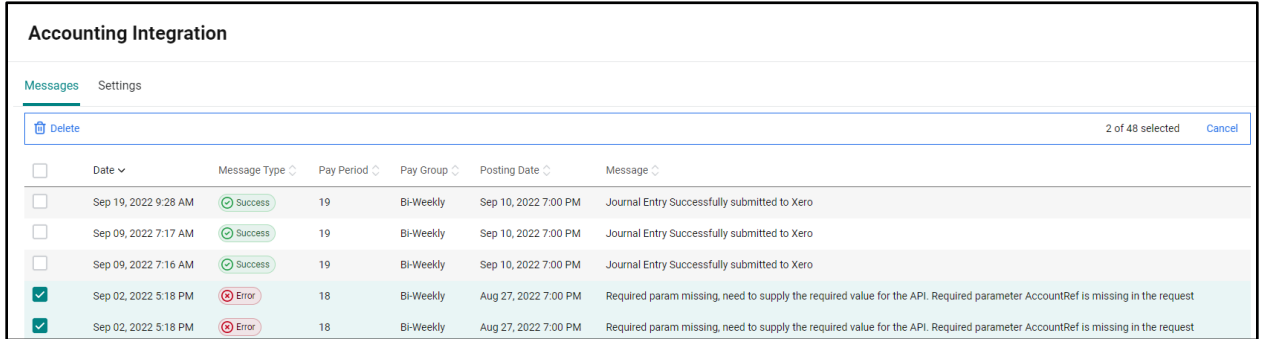 Accounting Integration
Messages Settings
Delete 2 of 48 selected Cancel
Date Message Type Pay Period Pay Group Posting Date Message
Sep 19, 2022 9:28 AM Success 19 Bi-Weekly Sep 10, 2022 7:00 PM Journal Entry Successfully submitted to Xero
Sep 09, 2022 7:17 AM Success 19 Bi-Weekly Sep 10, 2022 7:00 PM Journal Entry Successfully submitted to Xero
Sep 09, 2022 7:16 AM Success 19 Bi-Weekly Sep 10, 2022 7:00 PM Journal Entry Successfully submitted to Xero
Sep 02, 2022 5:18 PM Error 18 Bi-Weekly Aug 27, 2022 7:00 PM Required param missing, need to supply the required value for the API. Required parameter AccountRef is missing in the request
Sep 02, 2022 5:18 PM Error 18 Bi-Weekly Aug 27, 2022 7:00 PM Required param missing, need to supply the required value for the API. Required parameter AccountRef is missing in the request